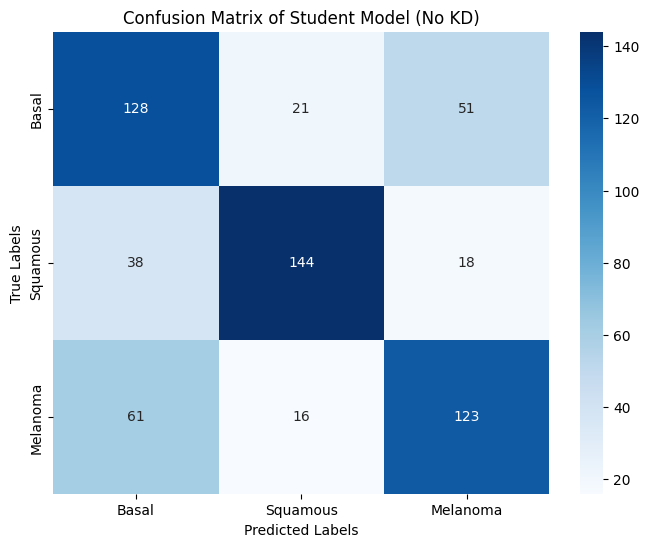 Confusion Matrix of Student Model (No KD)
True Labels
Basal
128
21
51
Squamous
38
144
18
Melanoma
61
16
123
Basal
Squamous
Melanoma
Predicted Labels
140
120
100
80
60
40
20